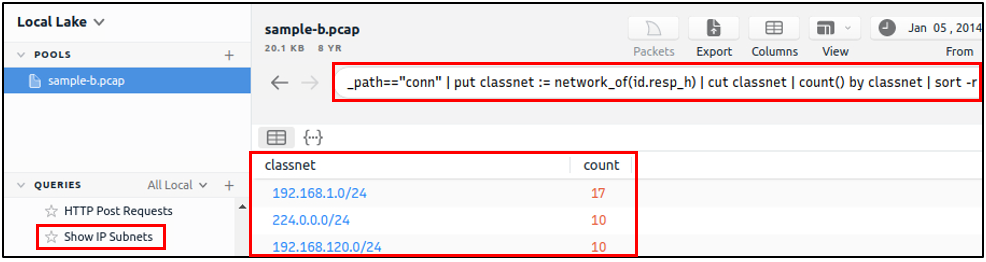 Local Lake
POOLS +
sample-b.pcap
QUERIES All Local +
HTTP Post Requests
Show IP Subnets
sample-b.pcap
20.1 KB 8 YR
Packets Export Columns View
Jan 05 , 2014
From
_path=="conn" | put classnet := network_of(id.resp_h) | cut classnet | count() by classnet | sort -r
{···}
classnet count
192.168.1.0/24 17
224.0.0.0/24 10
192.168.120.0/24 10